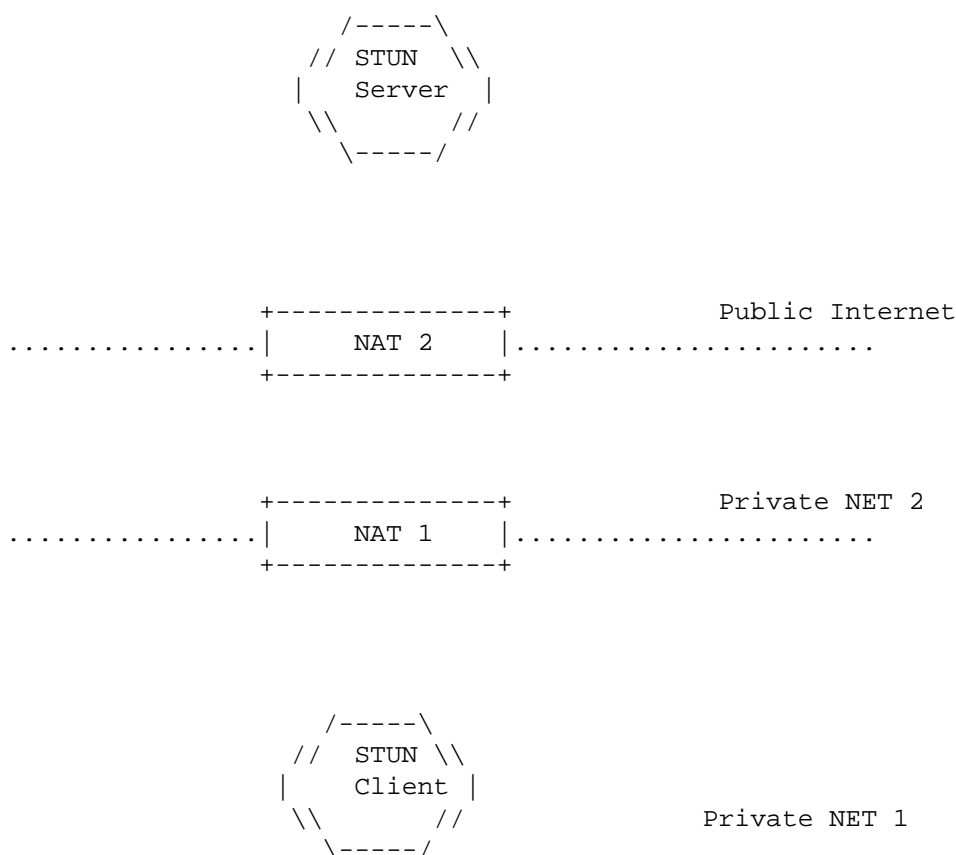 /-----\
// STUN \\
| Server |
\\ //
\-----/
+--------------+ Public Internet
................| NAT 2 |.......................
+--------------+
+--------------+ Private NET 2
................| NAT 1 |.......................
+--------------+
/-----\
// STUN \\
| Client |
\\ // Private NET 1
\-----/